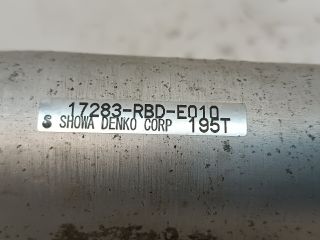 17283-RBD-E010
SHOWA DENKO CORP 195T